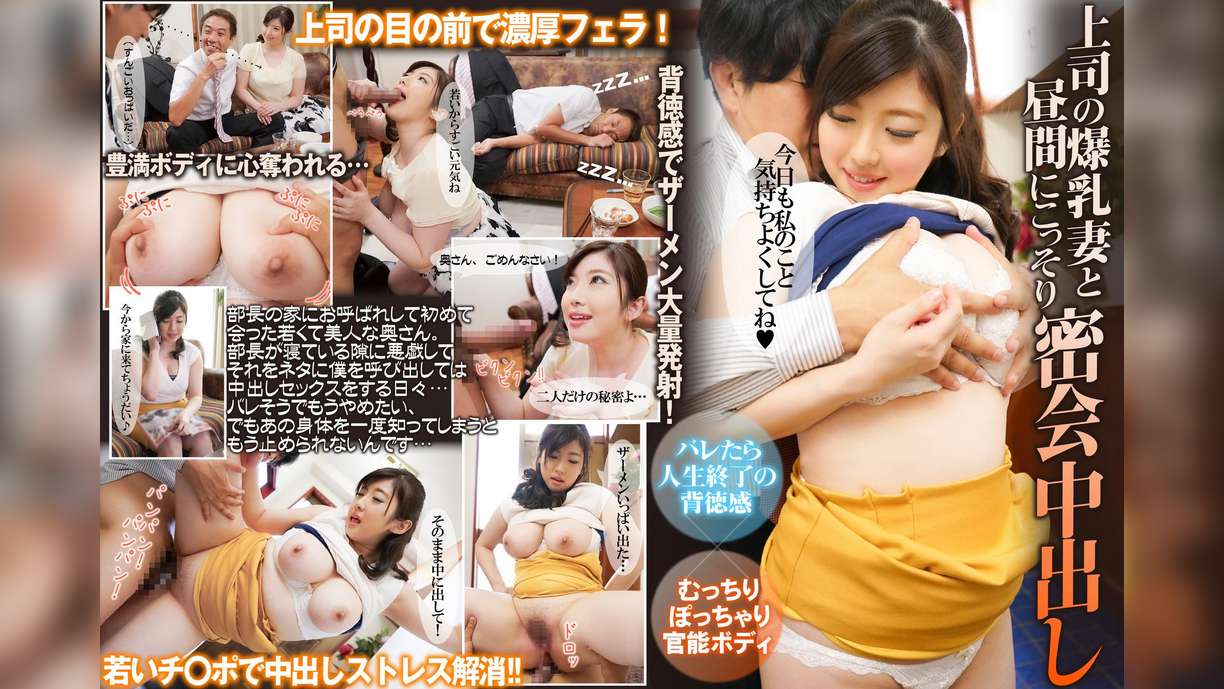 上司の目の前で濃厚フェラ！
(すんごいおっぱいだ…)
豊満ボディに心奪われる…
ぷにぷに
ぷにぷに
若いからすごい元気ね
zzz…
zzz…
背徳感でザーメン大量発射！
奥さん、ごめんなさい！
ビクンビクン!!
二人だけの秘密よ…
今から家に来てちょうだい♪
部長の家にお呼ばれして初めて
会った若くて美人な奥さん。
部長が寝ている隙に悪戯して
それをネタに僕を呼び出しては
中出しセックスをする日々…
バレそうでもうやめたい、
でもあの身体を一度知ってしまうと
もう止められないんです…
パンパン！
パンパン！
そのまま中に出して！
ザーメンいっぱい出た…
ドロッ
若いチ〇ポで中出しストレス解消!!
上司の爆乳妻と
昼間にこっそり
密会中出し
今日も私のこと
気持ちよくしてね♥
バレたら
人生終了の
背徳感
×
むっちり
ぽっちゃり
官能ボディ